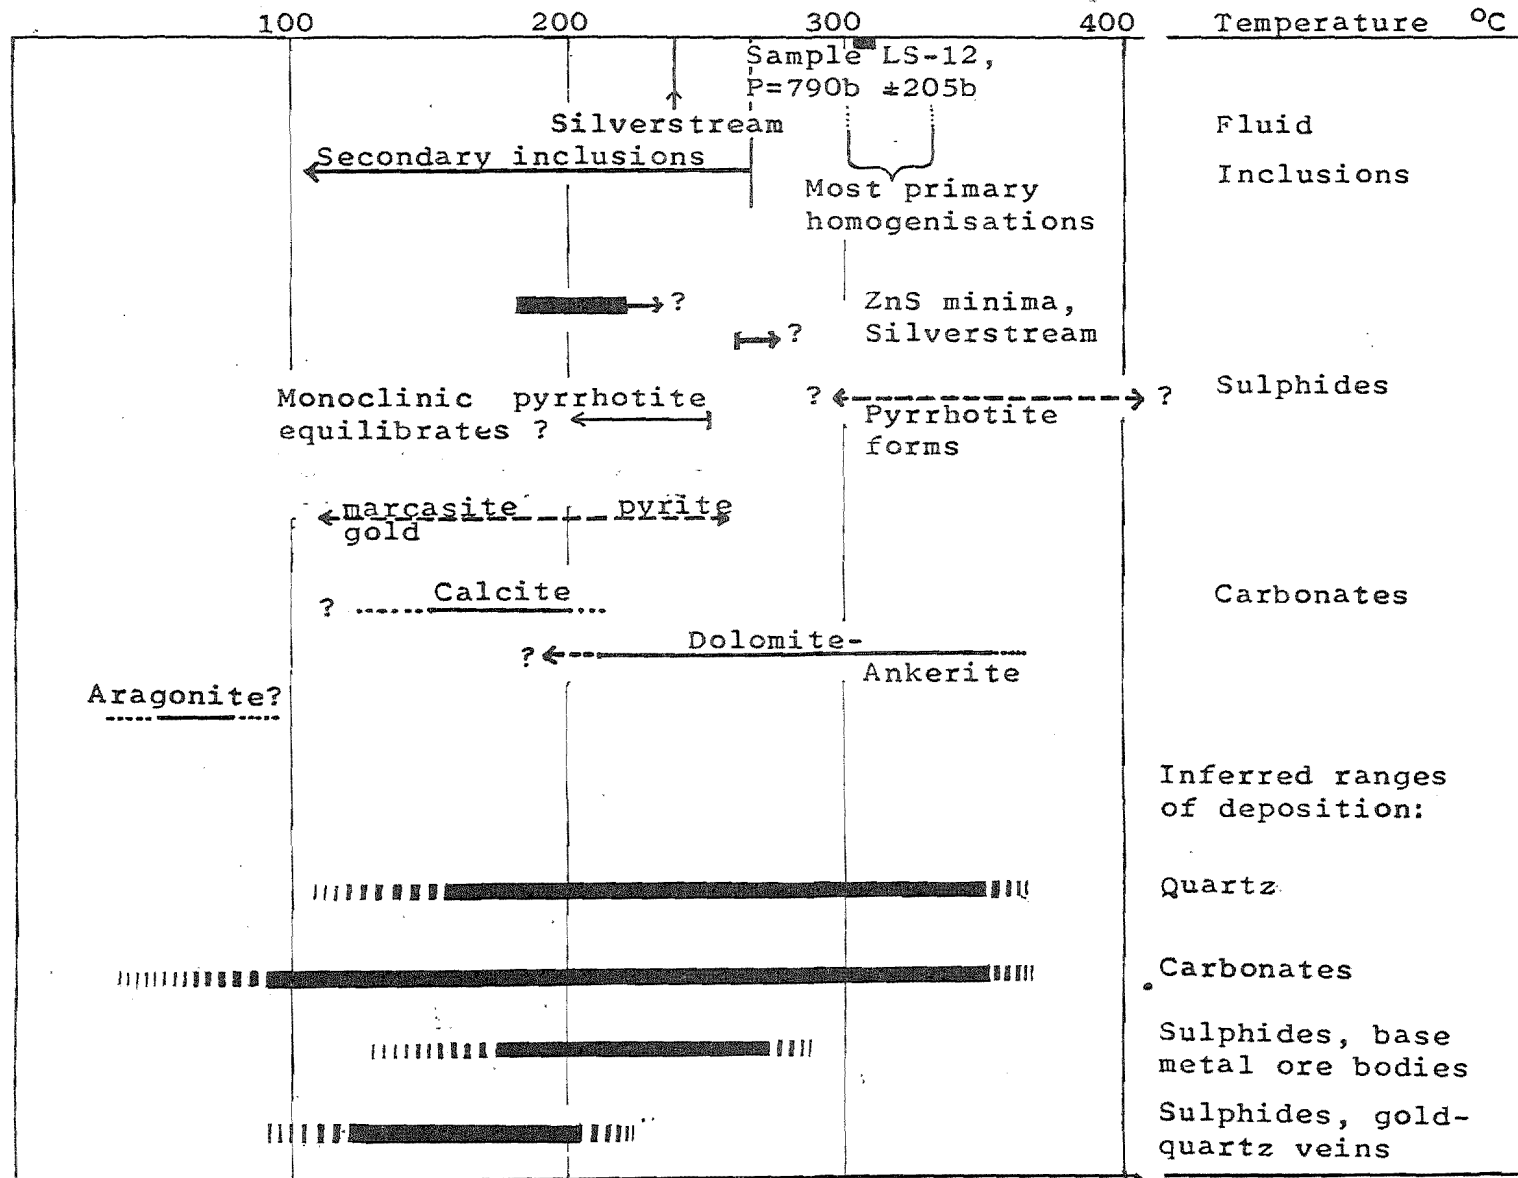 100 200 300 400 Temperature °C
Sample LS-12,
P=790b ±205b
Silverstream
Fluid
Secondary inclusions
Inclusions
Most primary
homogenisations
?
ZnS minima,
Silverstream
?
Sulphides
Monoclinic pyrrhotite
equilibrates ?
? ?
Pyrrhotite
forms
marcasite pyrite
gold
Calcite
?
Carbonates
Dolomite-
?
Ankerite
Aragonite?
Inferred ranges
of deposition:
Quartz
Carbonates
Sulphides, base
metal ore bodies
Sulphides, gold-
quartz veins